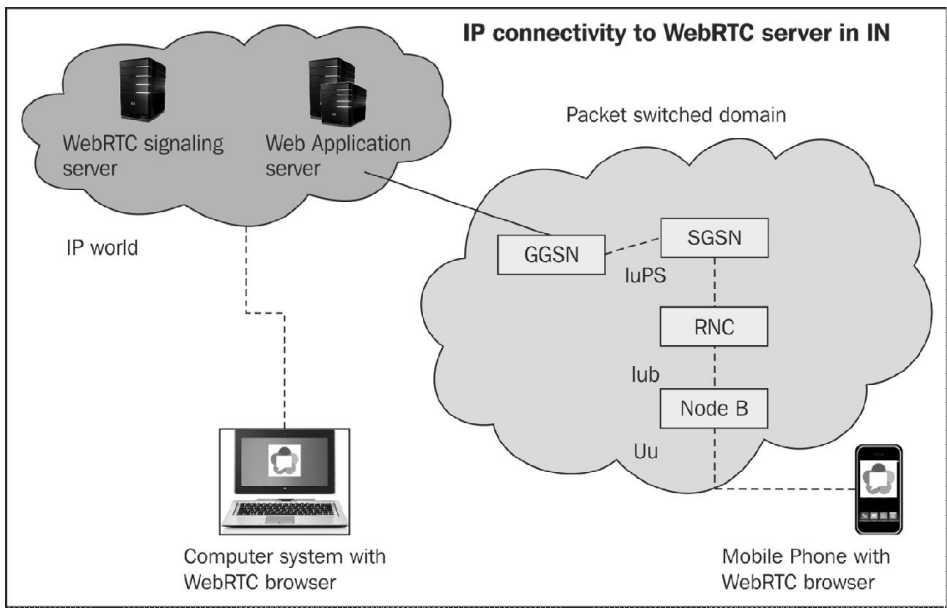 IP connectivity to WebRTC server in IN
Packet switched domain
WebRTC signaling
server
Web Application
server
IP world
GGSN
SGSN
IuPS
RNC
Iub
Node B
Uu
Computer system with
WebRTC browser
Mobile Phone with
WebRTC browser